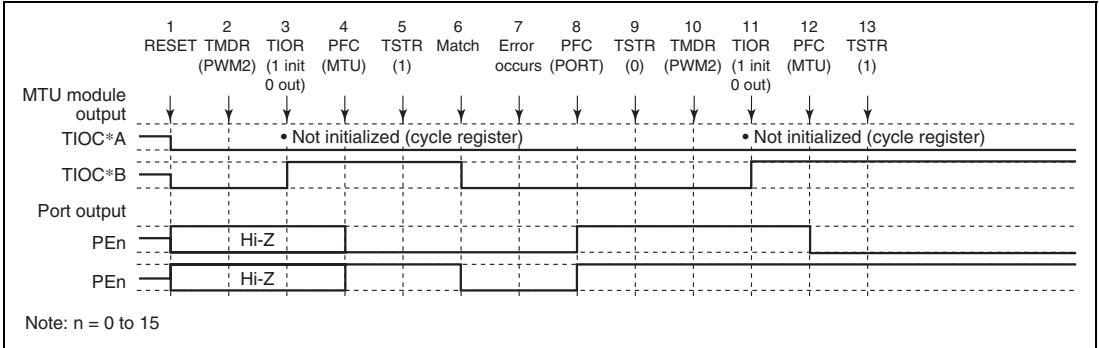 1 2 3 4 5 6 7 8 9 10 11 12 13
RESET TMDR TIOR PFC TSTR Match Error PFC TSTR TMDR TIOR PFC TSTR
(PWM2) (1 init (MTU) (1) occurs (PORT) (0) (PWM2) (1 init (MTU) (1)
0 out) 0 out)
MTU module
output
TIOC*A • Not initialized (cycle register) • Not initialized (cycle register)
TIOC*B
Port output
PEn Hi-Z
PEn Hi-Z
Note: n = 0 to 15